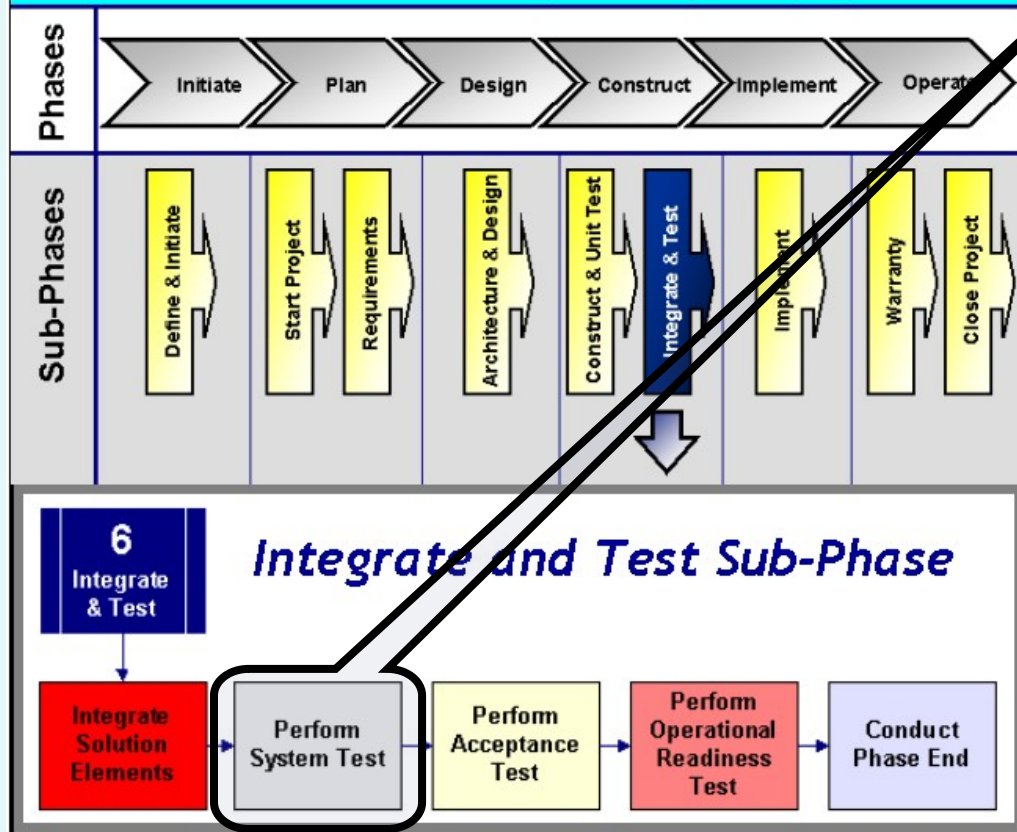 Phases
Initiate
Plan
Design
Construct
Implement
Operate
Sub-Phases
Define & Initiate
Start Project
Requirements
Architecture & Design
Construct & Unit Test
Integrate & Test
Implement
Warranty
Close Project
6
Integrate
& Test
Integrate and Test Sub-Phase
Integrate
Solution
Elements
Perform
System Test
Perform
Acceptance
Test
Perform
Operational
Readiness
Test
Conduct
Phase End